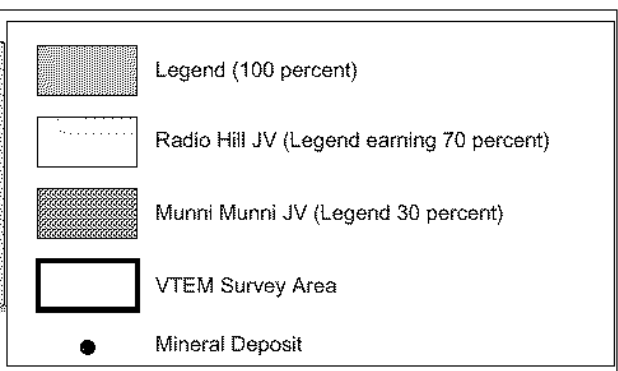 Legend (100 percent)
Radio Hill JV (Legend earning 70 percent)
Munni Munni JV (Legend 30 percent)
VTEM Survey Area
Mineral Deposit